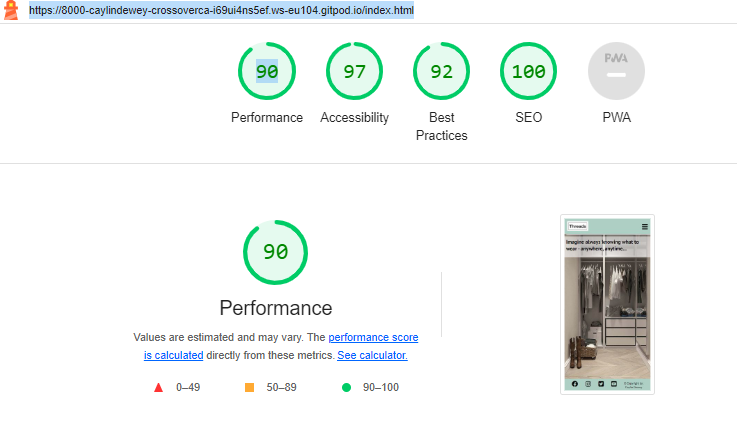 https://8000-caylindewey-crossoverca-i69ui4ns5ef.ws-eu104.gitpod.io/index.html
90 97 92 100 PWA
Performance Accessibility Best Practices SEO PWA
90
Performance
Values are estimated and may vary. The performance score
is calculated directly from these metrics. See calculator.
0–49 50–89 90–100
Threads
Imagine always knowing what to
wear - anywhere, anytime...